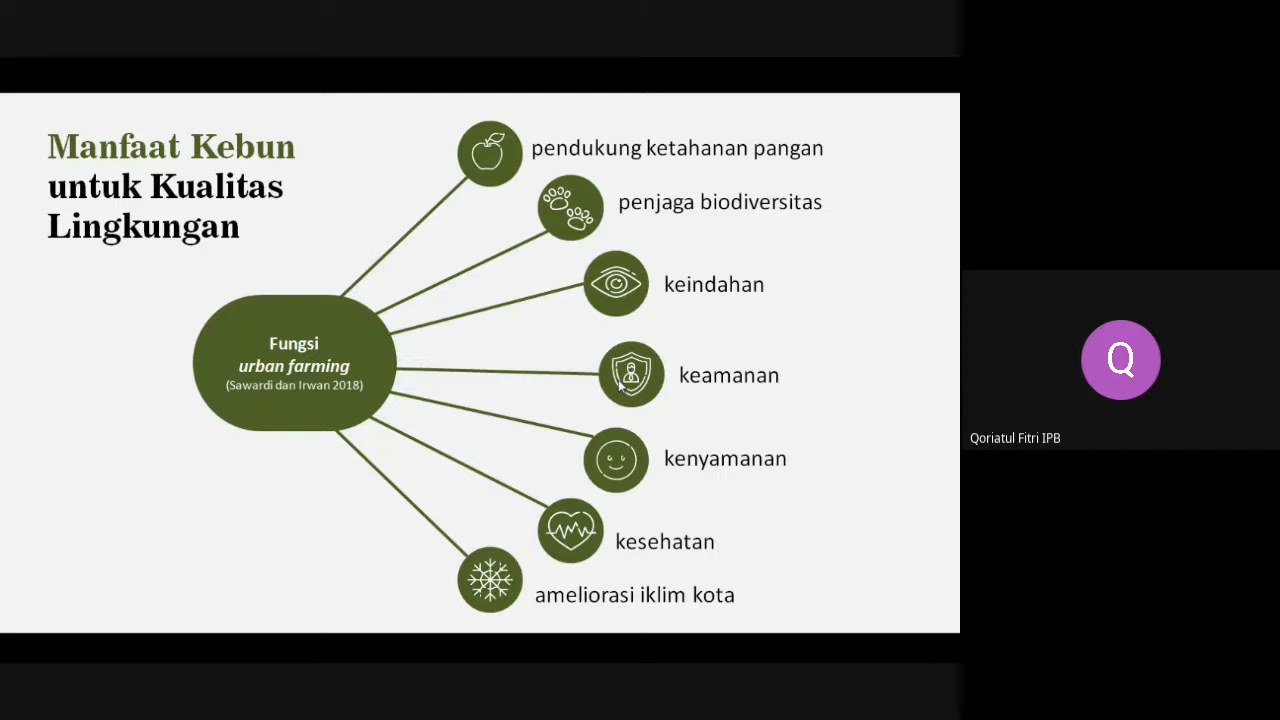 Manfaat Kebun
untuk Kualitas
Lingkungan
Fungsi
urban farming
(Sawardi dan Irwan 2018)
pendukung ketahanan pangan
penjaga biodiversitas
keindahan
keamanan
kenyamanan
kesehatan
ameliorasi iklim kota
Q
Qoriatul Fitri IPB